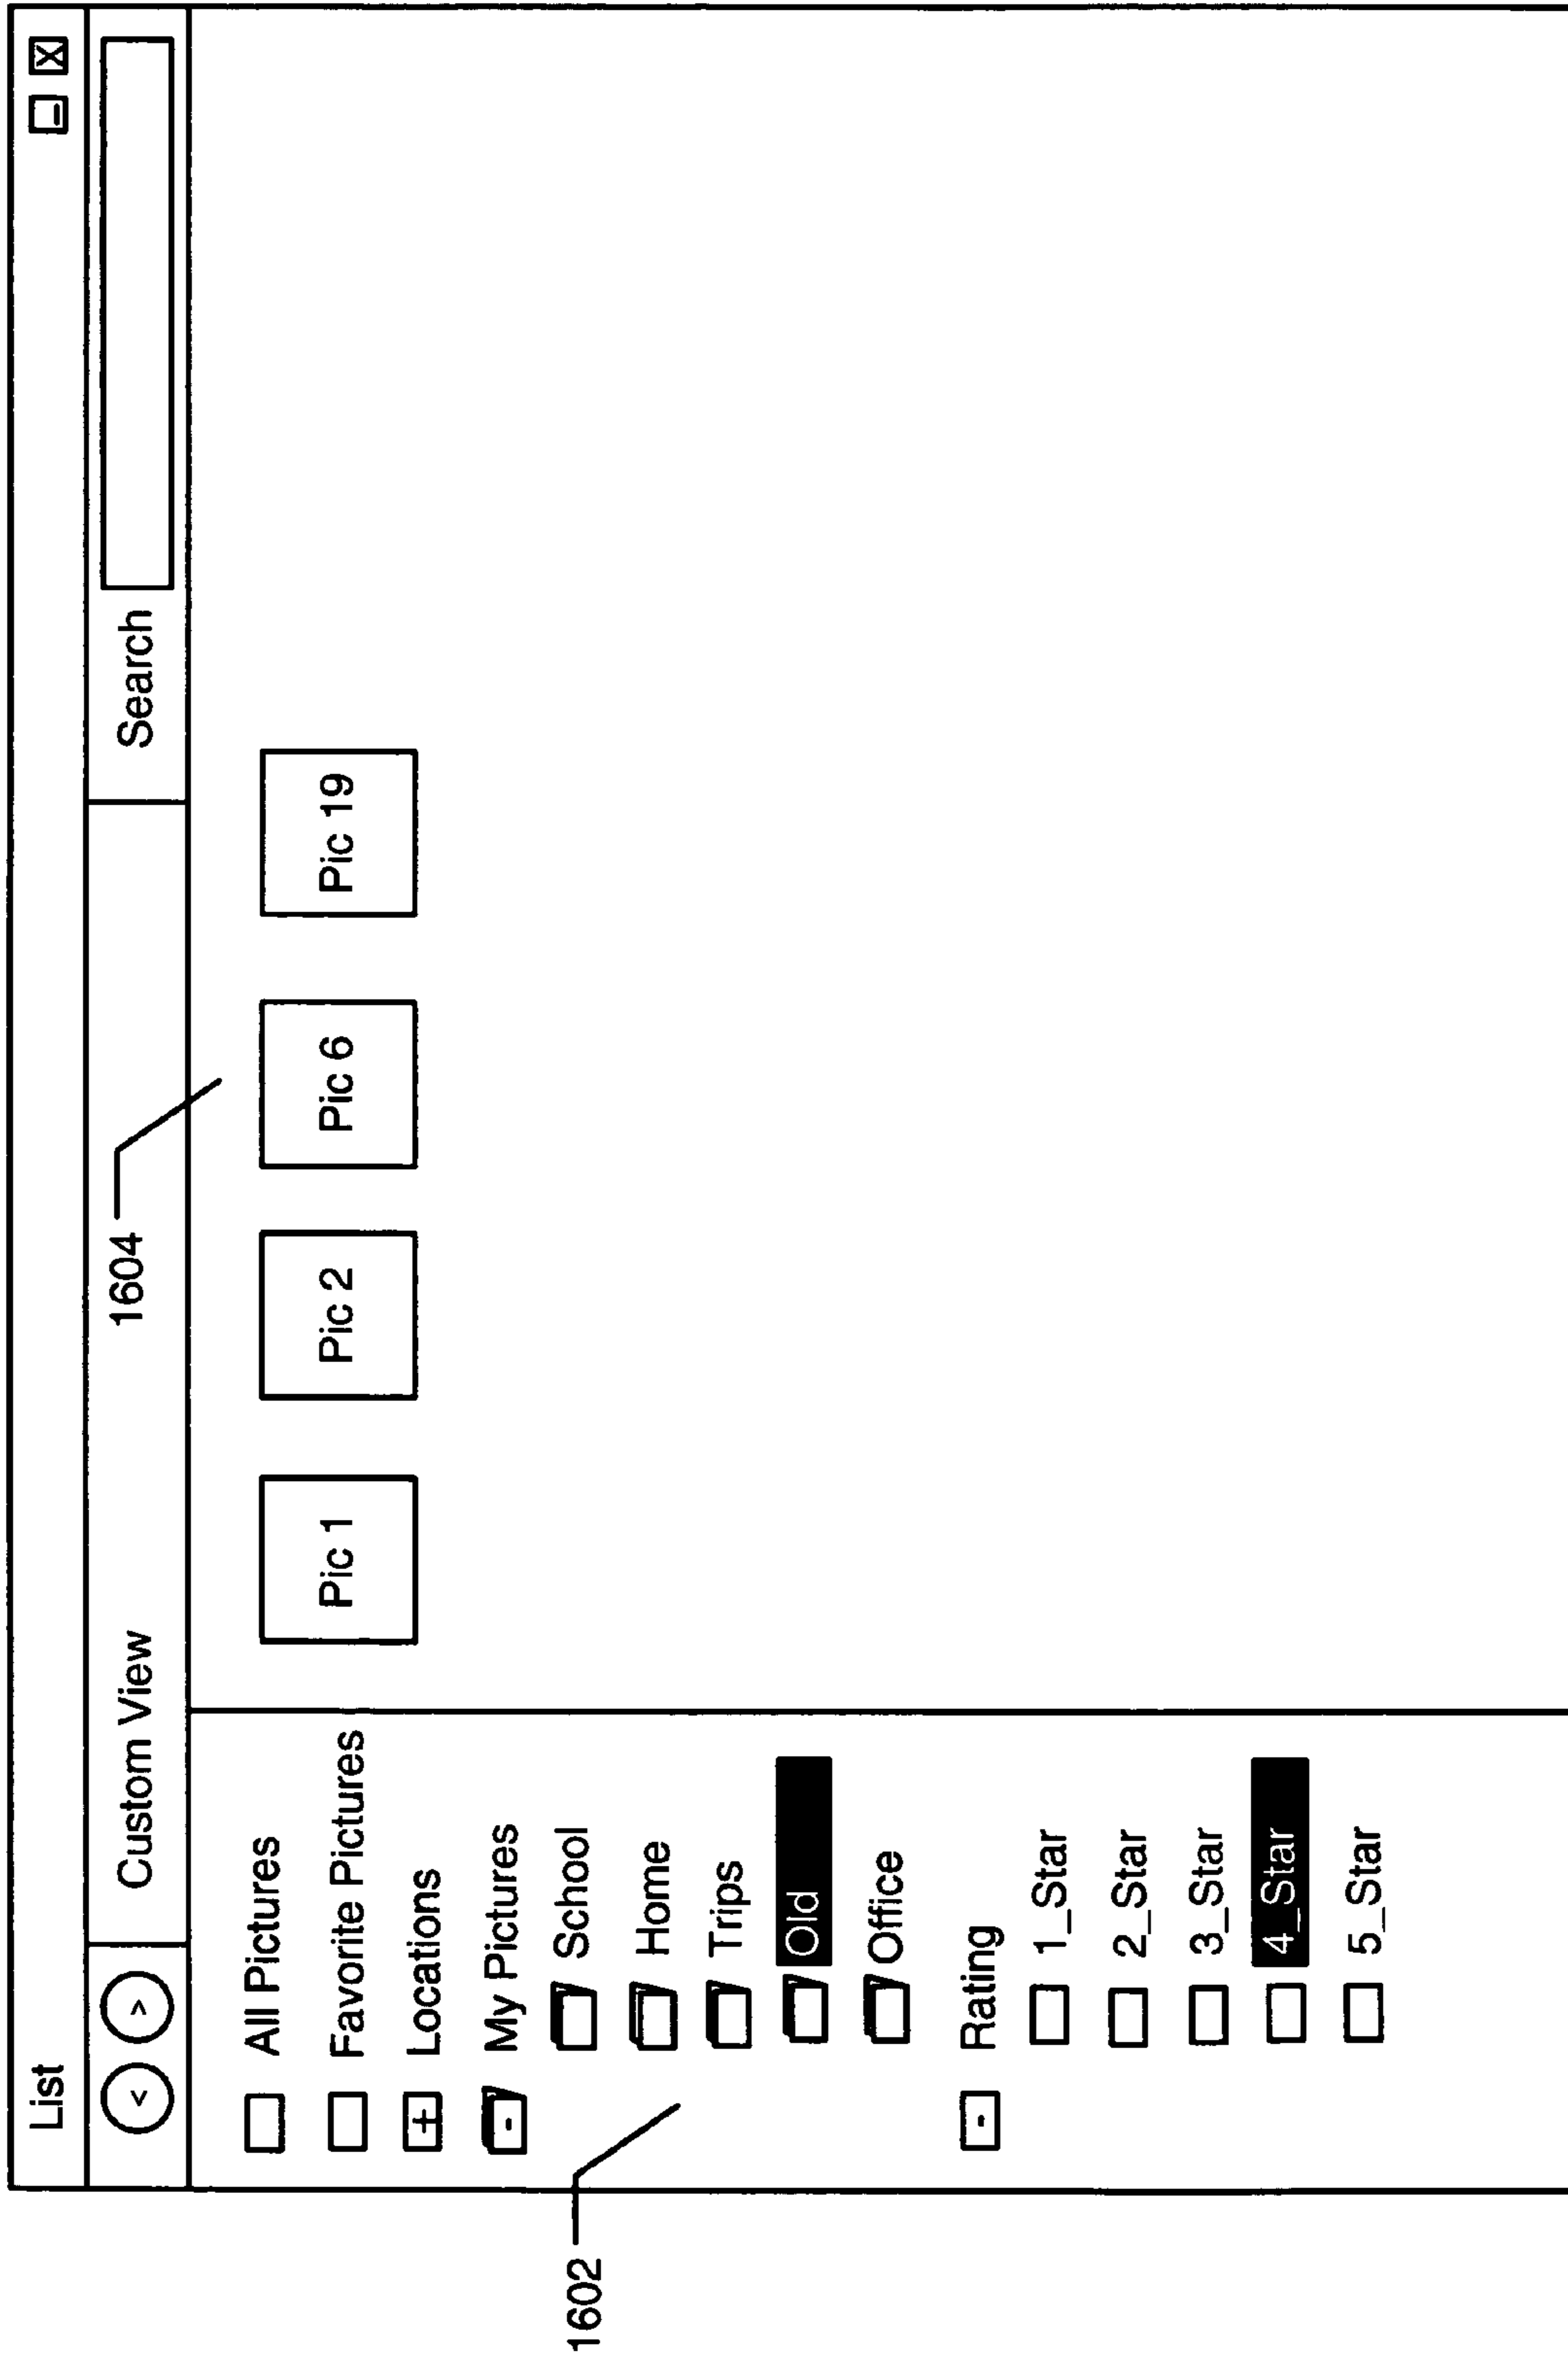 List
< > Custom View 1604 Search
X
All Pictures
Favorite Pictures
+ Locations
- My Pictures
School
Home
Trips
Old
Office
- Rating
1_Star
2_Star
3_Star
4_Star
5_Star
Pic 1 Pic 2 Pic 6 Pic 19
1602